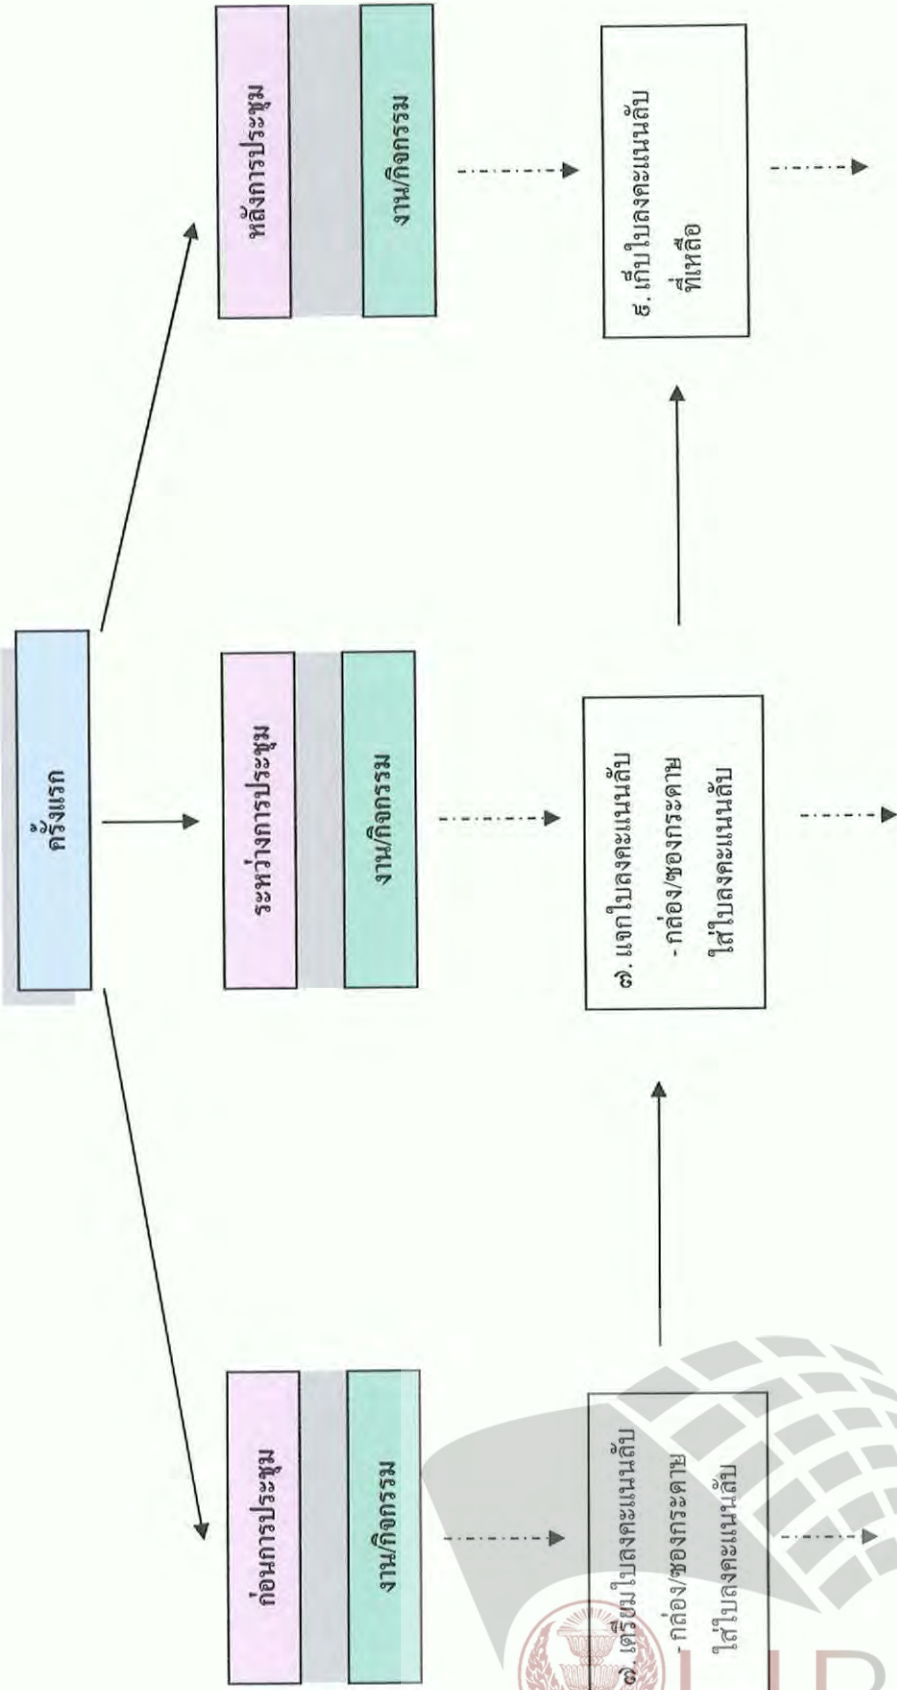 ครั้งแรก
ก่อนการประชุม
ระหว่างการประชุม
หลังการประชุม
งาน/กิจกรรม
งาน/กิจกรรม
งาน/กิจกรรม
๗. เตรียมใบลงคะแนนลับ
- กล่อง/ซองกระดาษ
ใส่ใบลงคะแนนลับ
๗. แจกใบลงคะแนนลับ
- กล่อง/ซองกระดาษ
ใส่ใบลงคะแนนลับ
๕. เก็บใบลงคะแนนลับ
ที่เหลือ